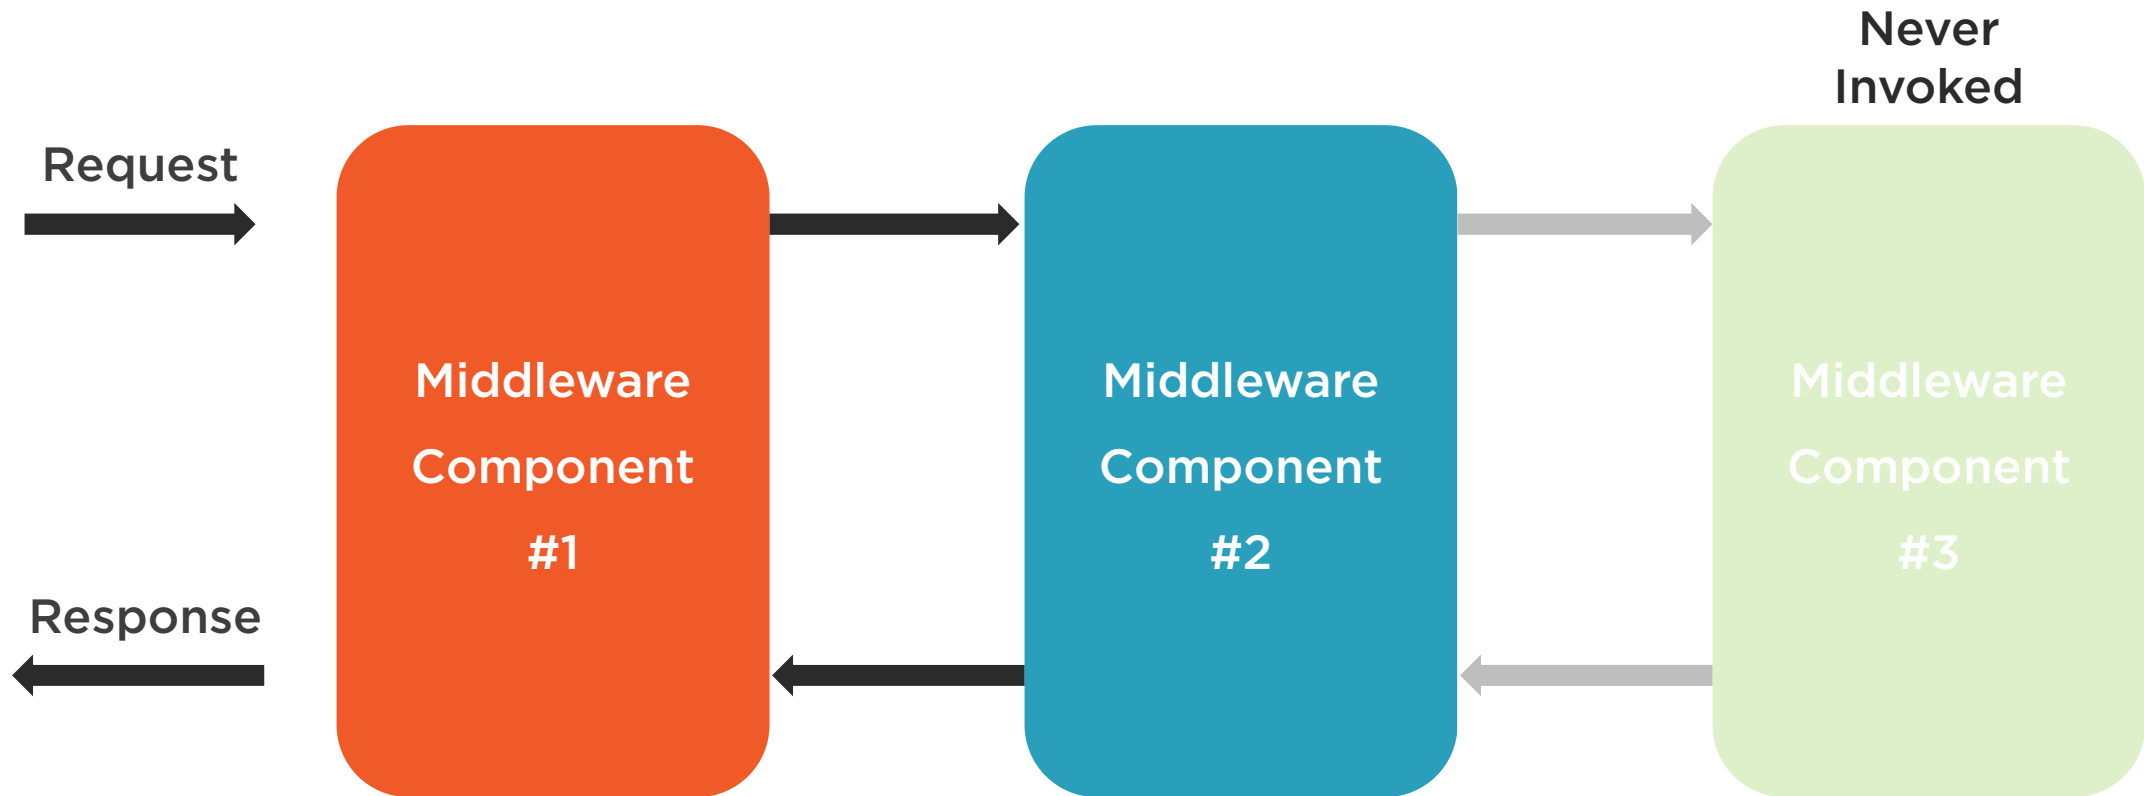 Never
Invoked
Request
Middleware
Component
#1
Middleware
Component
#2
Middleware
Component
#3
Response